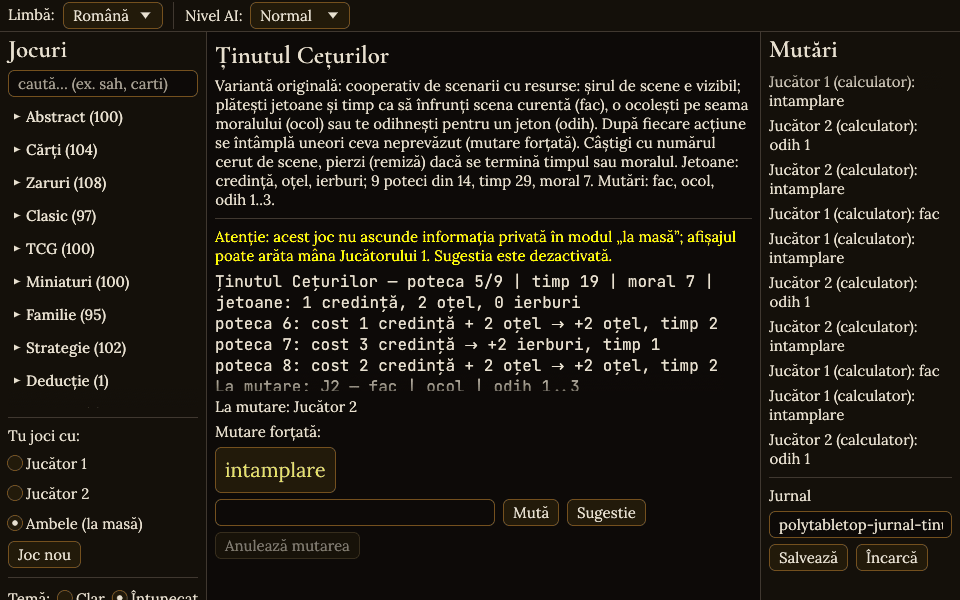 Limbă:
Română
Nivel AI:
Normal
Jocuri
caută... (ex. sah, carti)
Abstract (100)
Cărți (104)
Zaruri (108)
Clasic (97)
TCG (100)
Miniaturi (100)
Familie (95)
Strategie (102)
Deducție (1)
Tu joci cu:
Jucător 1
Jucător 2
Ambele (la masă)
Joc nou
Temă:
Clar
Întunecat
Ținutul Cețurilor
Variantă originală: cooperativ de scenarii cu resurse: șirul de scene e vizibil;
plătești jetoane și timp ca să înfrunți scena curentă (fac), o ocolești pe seama
moralului (ocol) sau te odihnești pentru un jeton (odih). După fiecare acțiune
se întâmplă uneori ceva neprevăzut (mutare forțată). Câștigi cu numărul
cerut de scene, pierzi (remiză) dacă se termină timpul sau moralul. Jetoane:
credință, oțel, ierburi; 9 poteci din 14, timp 29, moral 7. Mutări: fac, ocol,
odih 1..3.
Atenție: acest joc nu ascunde informația privată în modul „la masă”; afișajul
poate arăta mâna Jucătorului 1. Sugestia este dezactivată.
Ținutul Cețurilor — poteca 5/9 | timp 19 | moral 7 |
jetoane: 1 credință, 2 oțel, 0 ierburi
poteca 6: cost 1 credință + 2 oțel → +2 oțel, timp 2
poteca 7: cost 3 credință → +2 ierburi, timp 1
poteca 8: cost 2 credință + 2 oțel → +2 oțel, timp 2
La mutare: J2 — fac | ocol | odih 1..3
La mutare: Jucător 2
Mutare forțată:
intamplare
Mută
Sugestie
Anulează mutarea
Mutări
Jucător 1 (calculator):
intamplare
Jucător 2 (calculator):
odih 1
Jucător 2 (calculator):
intamplare
Jucător 1 (calculator): fac
Jucător 1 (calculator):
intamplare
Jucător 2 (calculator):
odih 1
Jucător 2 (calculator):
intamplare
Jucător 1 (calculator): fac
Jucător 1 (calculator):
intamplare
Jucător 2 (calculator):
odih 1
Jurnal
polytabletop-jurnal-tinu
Salvează
Încarcă